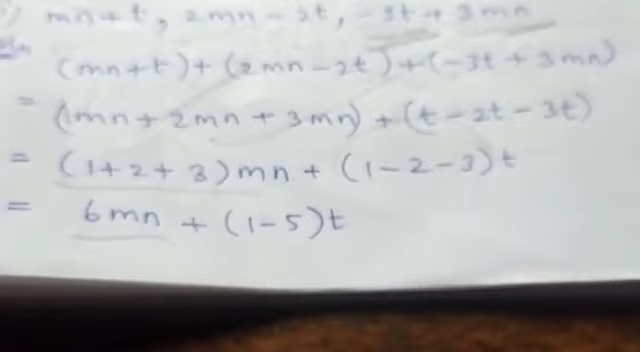 mn+t, 2mn-2t, -3t+3mn
(mn+t)+(2mn-2t)+(-3t+3mn)
= (1mn+2mn+3mn)+(t-2t-3t)
= (1+2+3)mn+(1-2-3)t
= 6mn+(1-5)t